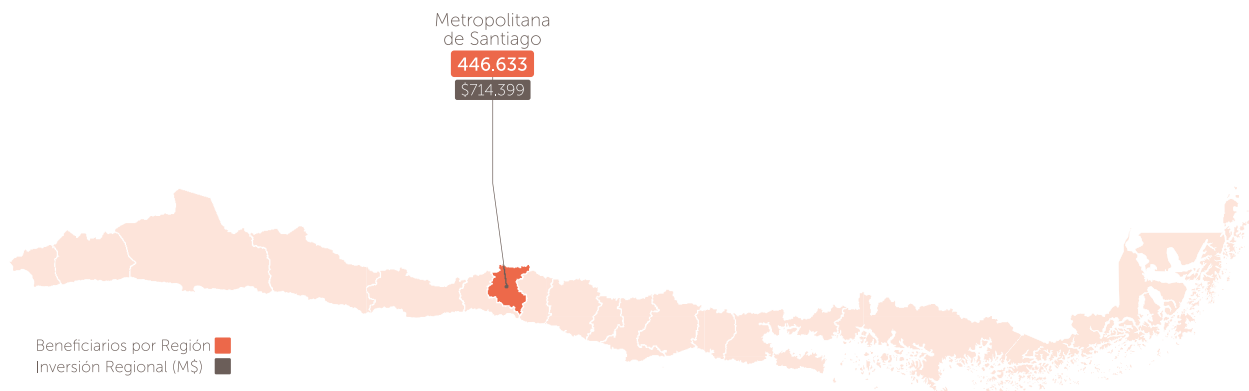 Metropolitana
de Santiago
446.633
$714.399
Beneficiarios por Región
Inversión Regional (M$)